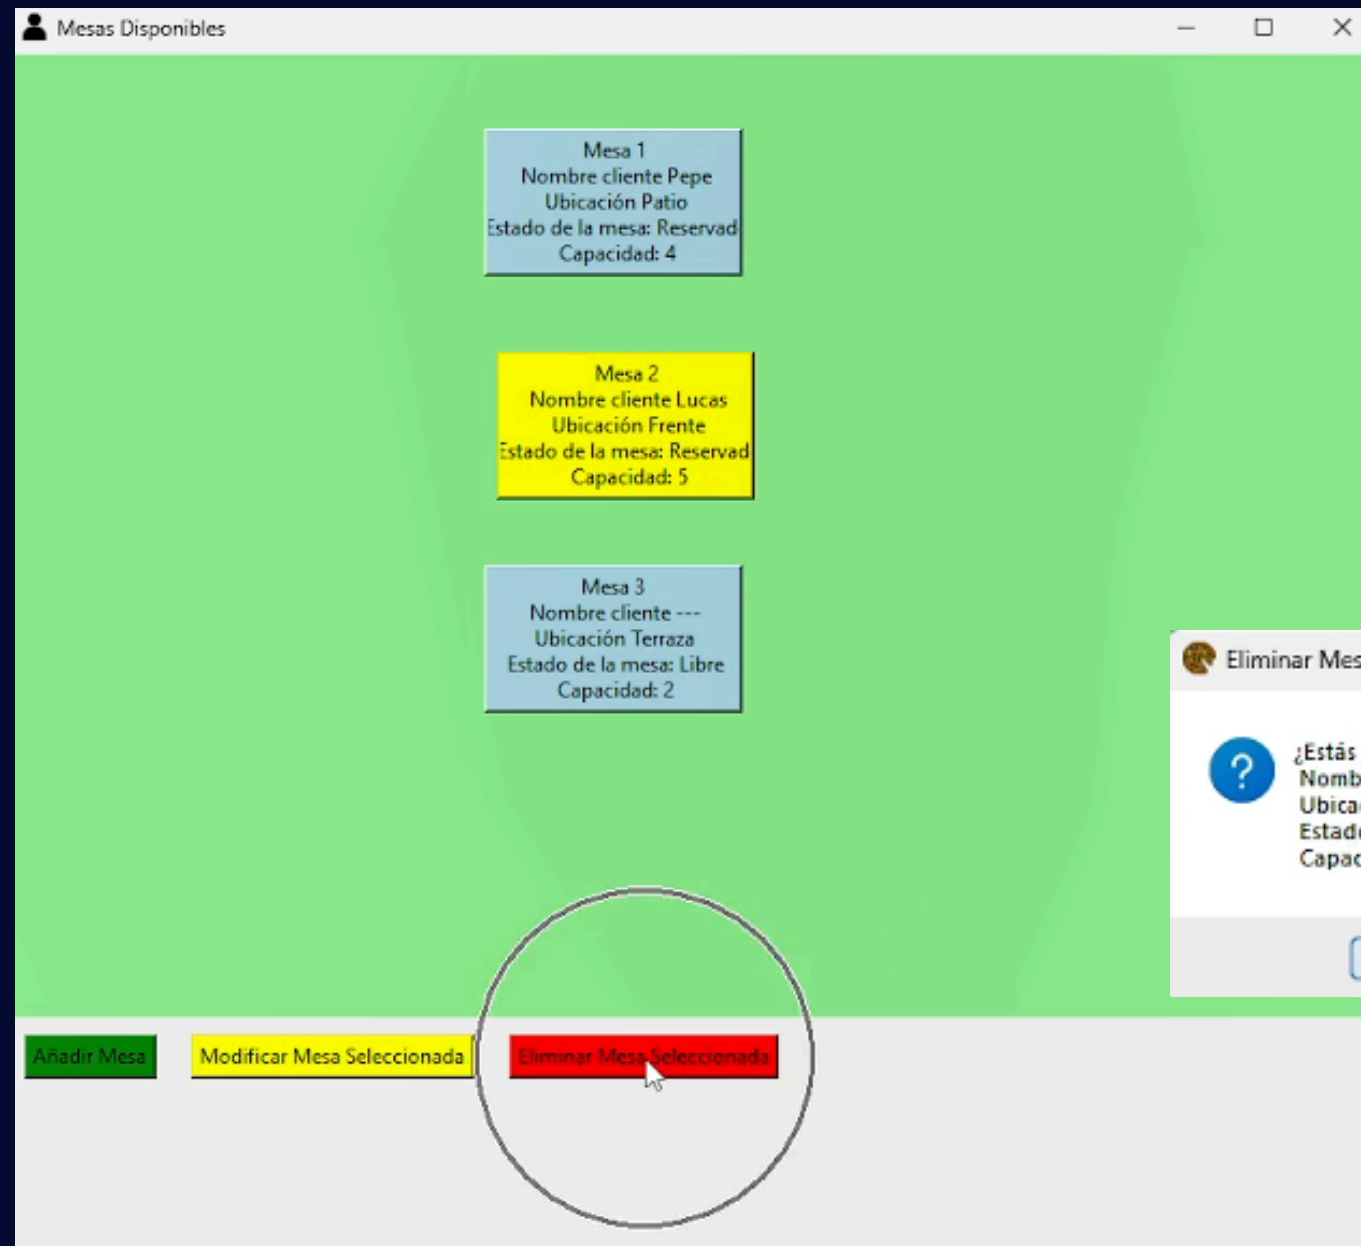 Mesas Disponibles
Mesa 1
Nombre cliente Pepe
Ubicación Patio
Estado de la mesa: Reservad
Capacidad: 4
Mesa 2
Nombre cliente Lucas
Ubicación Frente
Estado de la mesa: Reservad
Capacidad: 5
Mesa 3
Nombre cliente ---
Ubicación Terraza
Estado de la mesa: Libre
Capacidad: 2
Eliminar Mes
¿Estás
Nomb
Ubica
Estad
Capac
Añadir Mesa
Modificar Mesa Seleccionada
Eliminar Mesa Seleccionada